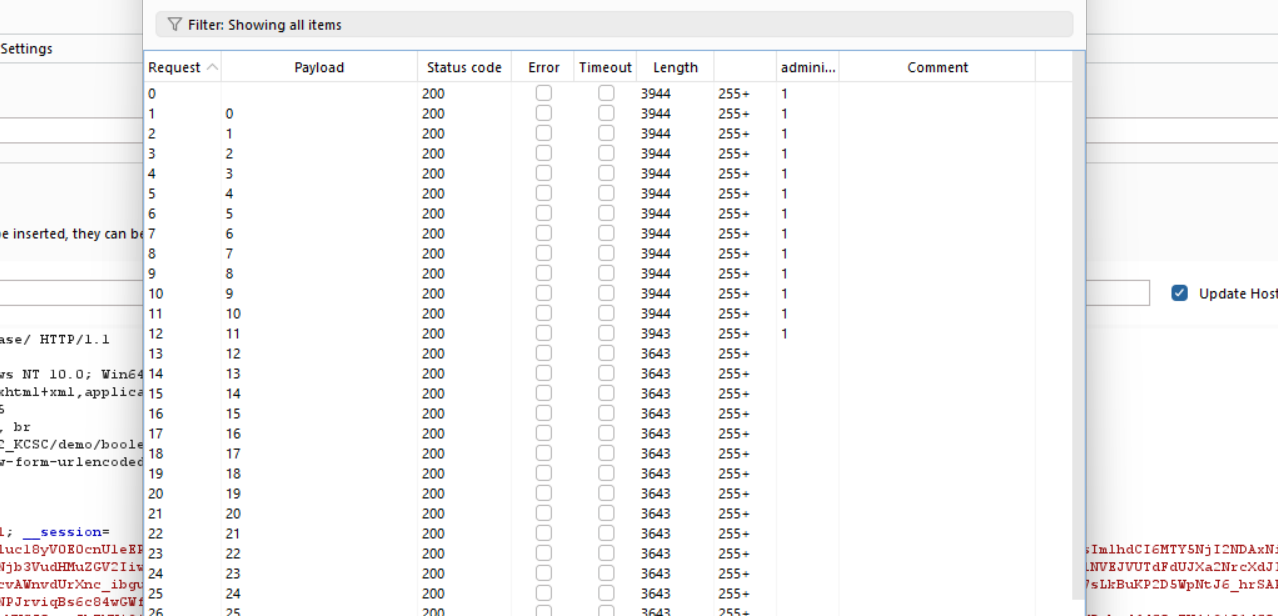 Filter: Showing all items
Settings
Request Payload Status code Error Timeout Length admini... Comment
0 200 3944 255+ 1
1 0 200 3944 255+ 1
2 1 200 3944 255+ 1
3 2 200 3944 255+ 1
4 3 200 3944 255+ 1
5 4 200 3944 255+ 1
6 5 200 3944 255+ 1
e inserted, they can be 7 6 200 3944 255+ 1
8 7 200 3944 255+ 1
9 8 200 3944 255+ 1
10 9 200 3944 255+ 1 Update Host
11 10 200 3944 255+ 1
ase/ HTTP/1.1 12 11 200 3943 255+ 1
13 12 200 3643 255+
ws NT 10.0; Win64 14 13 200 3643 255+
xhtml+xml,applica 15 14 200 3643 255+
16 15 200 3643 255+
, br 17 16 200 3643 255+
C_KCSC/demo/boole 18 17 200 3643 255+
w-form-urlencoded 19 18 200 3643 255+
20 19 200 3643 255+
21 20 200 3643 255+
l; __session= 22 21 200 3643 255+
23 22 200 3643 255+
24 23 200 3643 255+
25 24 200 3643 255+
26 25 200 3643 255+